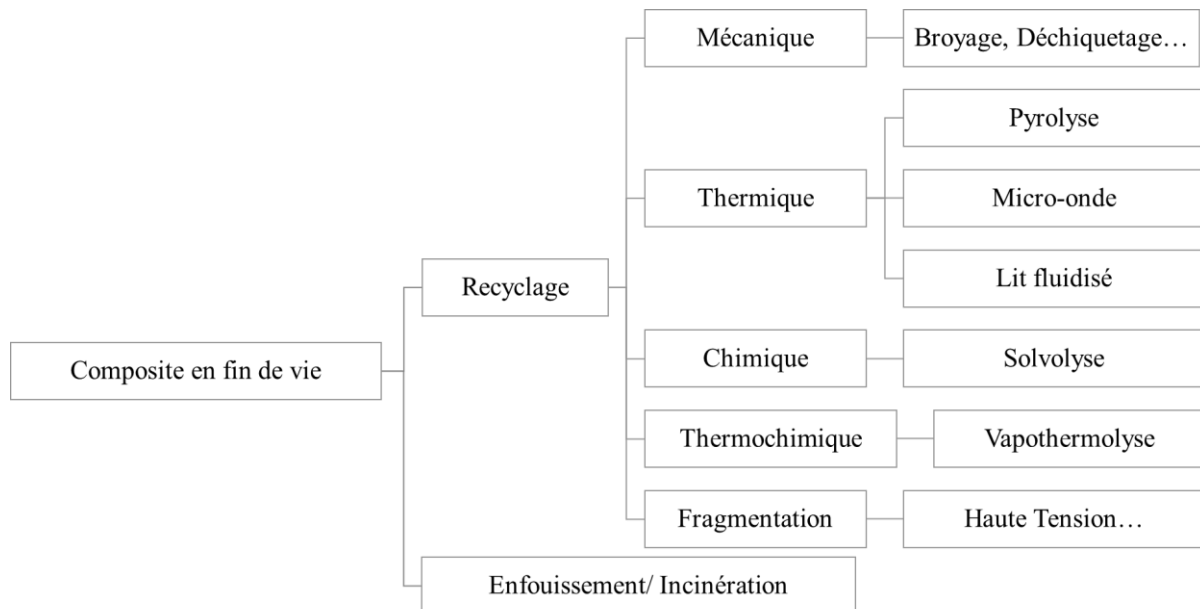 Mécanique
Broyage, Déchiquetage…
Pyrolyse
Thermique
Micro-onde
Lit fluidisé
Recyclage
Composite en fin de vie
Chimique
Solvolyse
Thermochimique
Vapothermolyse
Fragmentation
Haute Tension…
Enfouissement/ Incinération